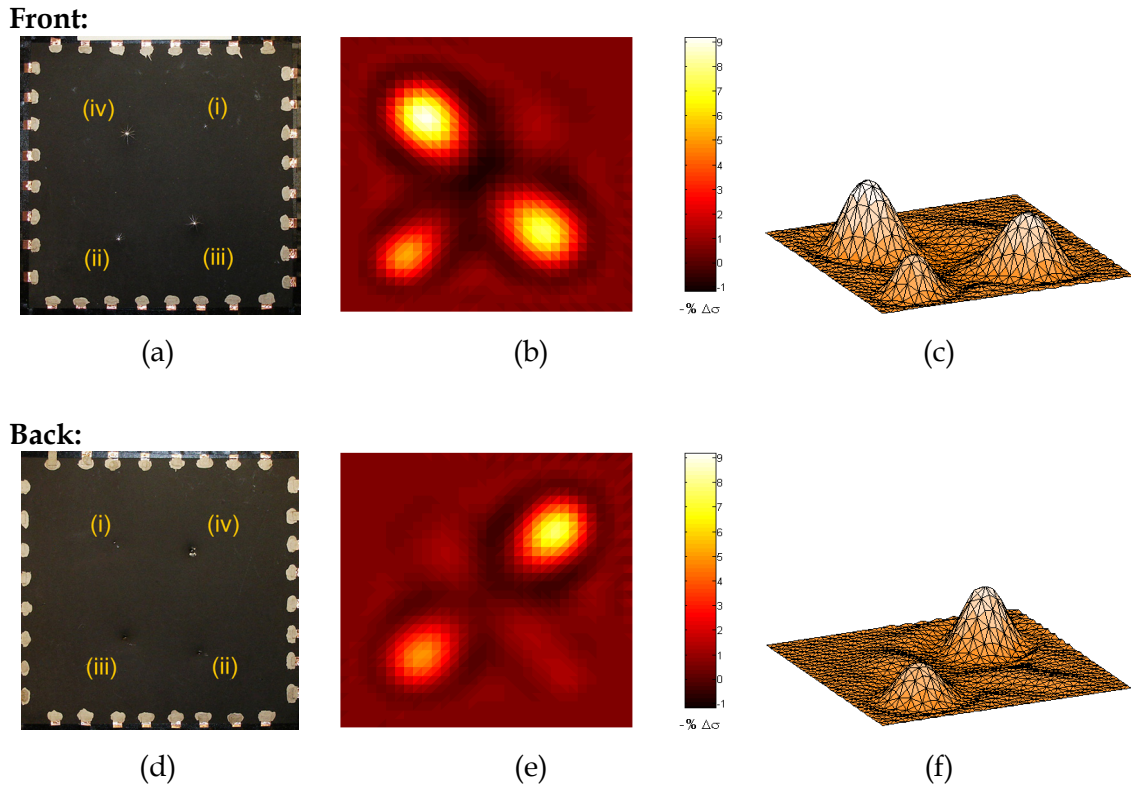 Front:
(iv)
(i)
(ii)
(iii)
9
8
7
6
5
4
3
2
1
0
-1
-% Δσ
(a)
(b)
(c)
Back:
(i)
(iv)
(iii)
(ii)
9
8
7
6
5
4
3
2
1
0
-1
-% Δσ
(d)
(e)
(f)